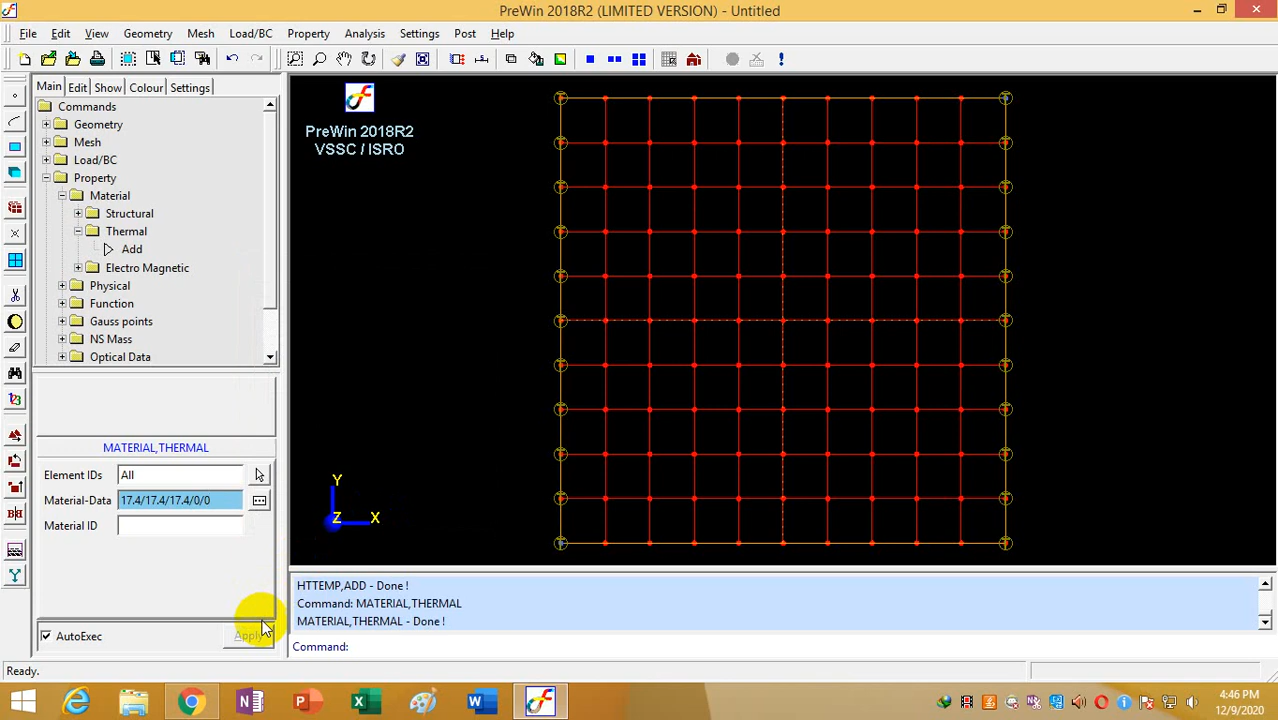 PreWin 2018R2 (LIMITED VERSION) - Untitled
File Edit View Geometry Mesh Load/BC Property Analysis Settings Post Help
Main Edit Show Colour Settings
Commands
Geometry
Mesh
Load/BC
Property
Material
Structural
Thermal
Add
Electro Magnetic
Physical
Function
Gauss points
NS Mass
Optical Data
PreWin 2018R2
VSSC / ISRO
MATERIAL,THERMAL
Element IDs All
Material-Data 17.4/17.4/17.4/0/0
Material ID
AutoExec Apply
Y
Z X
HTTEMP,ADD - Done !
Command: MATERIAL,THERMAL
MATERIAL,THERMAL - Done !
Command:
Ready.
4:46 PM
12/9/2020